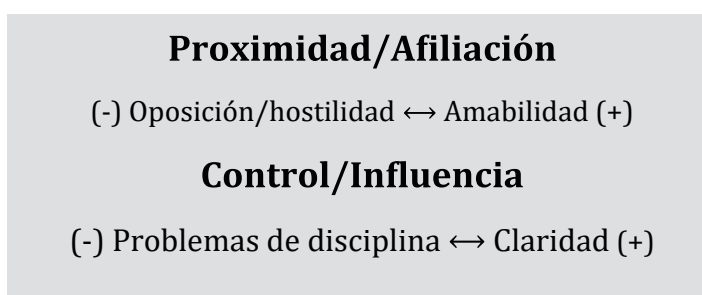 Proximidad/Afiliación
(-) Oposición/hostilidad ↔ Amabilidad (+)
Control/Influencia
(-) Problemas de disciplina ↔ Claridad (+)